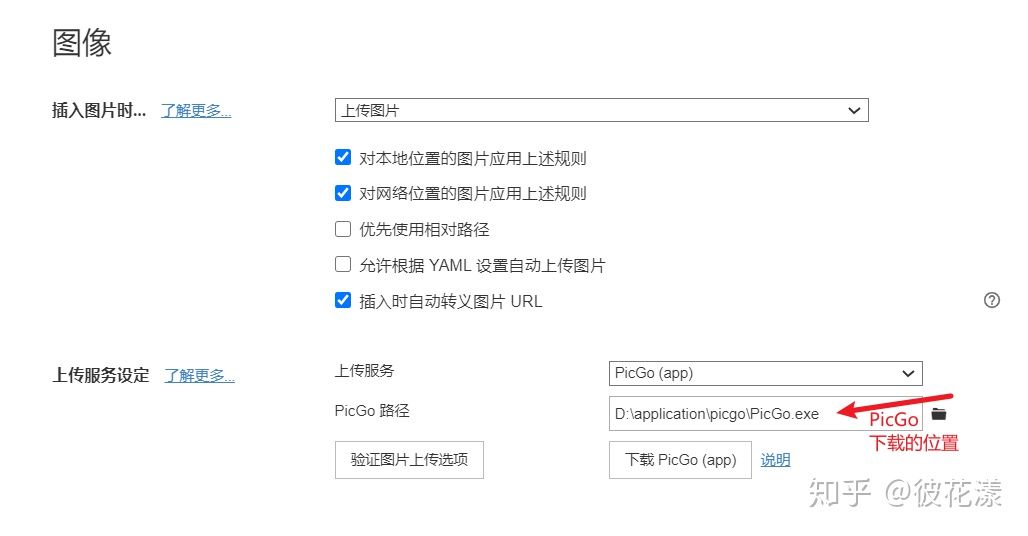 图像
插入图片时... 了解更多...
上传图片
对本地位置的图片应用上述规则
对网络位置的图片应用上述规则
优先使用相对路径
允许根据 YAML 设置自动上传图片
插入时自动转义图片 URL
上传服务设定 了解更多...
上传服务 PicGo (app)
PicGo 路径 D:\application\picgo\PicGo.exe
PicGo
下载的位置
验证图片上传选项 下载 PicGo (app) 说明
知乎 @彼花漾